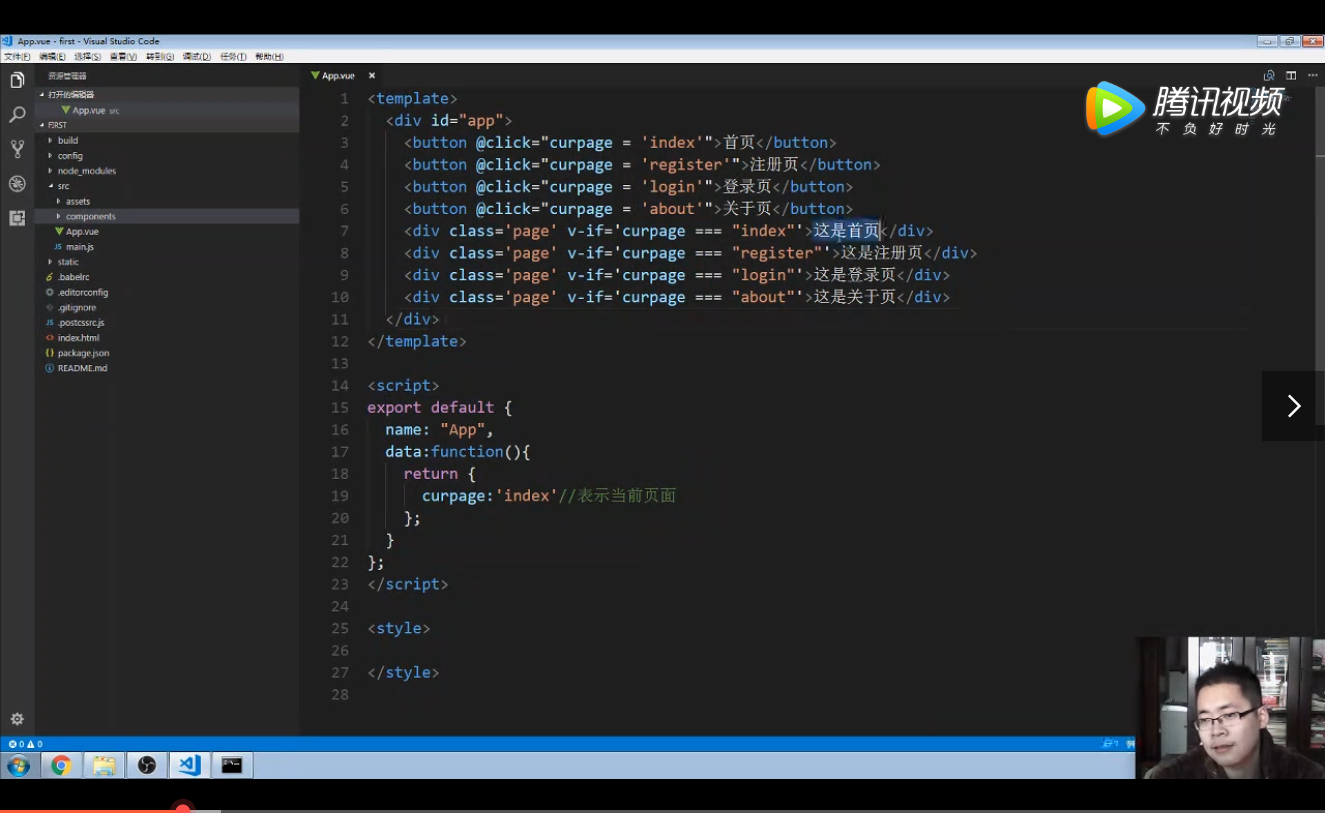 App.vue - first - Visual Studio Code
文件(F) 编辑(E) 选择(S) 查看(V) 转到(G) 调试(D) 任务(T) 帮助(H)
资源管理器
打开的编辑器
App.vue src
FIRST
build
config
node_modules
src
assets
components
App.vue
main.js
static
.babelrc
.editorconfig
.gitignore
.postcssrc.js
index.html
package.json
README.md
App.vue
腾讯视频
不负好时光
1 <template>
2 <div id="app">
3 <button @click="curpage = 'index'">首页</button>
4 <button @click="curpage = 'register'">注册页</button>
5 <button @click="curpage = 'login'">登录页</button>
6 <button @click="curpage = 'about'">关于页</button>
7 <div class='page' v-if='curpage === "index"'>这是首页</div>
8 <div class='page' v-if='curpage === "register"'>这是注册页</div>
9 <div class='page' v-if='curpage === "login"'>这是登录页</div>
10 <div class='page' v-if='curpage === "about"'>这是关于页</div>
11 </div>
12 </template>
13
14 <script>
15 export default {
16 name: "App",
17 data:function(){
18 return {
19 curpage:'index'//表示当前页面
20 };
21 }
22 };
23 </script>
24
25 <style>
26
27 </style>
28
0 0